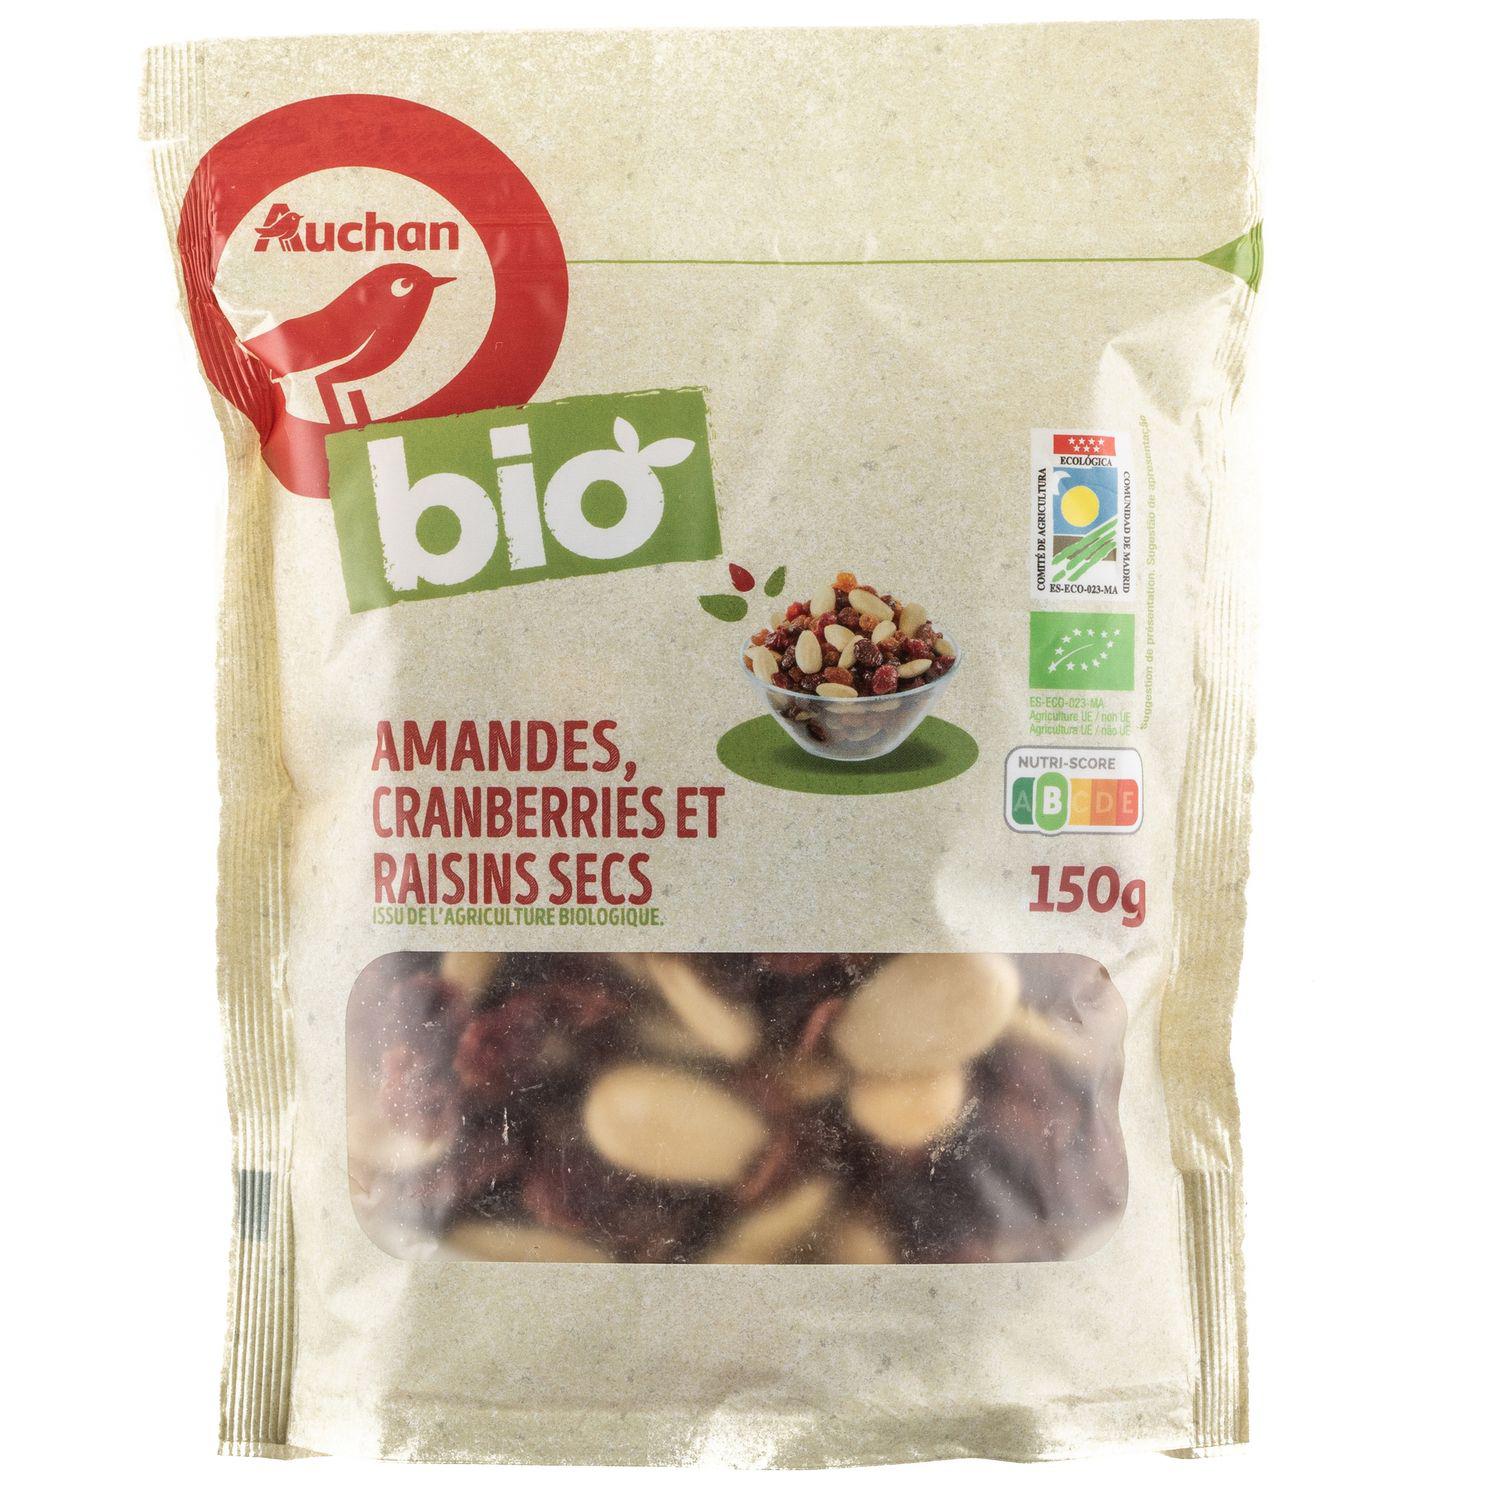 Auchan
bio
ECOLÓGICA
COMITÉ DE AGRICULTURA
COMUNIDAD DE MADRID
ES-ECO-023-MA
Suggestion de présentation. Sugestão de apresentação
ES-ECO-023-MA
Agriculture UE / non UE
Agricultura UE / não UE
NUTRI-SCORE
A B C D E
AMANDES,
CRANBERRIES ET
RAISINS SECS
ISSU DE L'AGRICULTURE BIOLOGIQUE.
150g